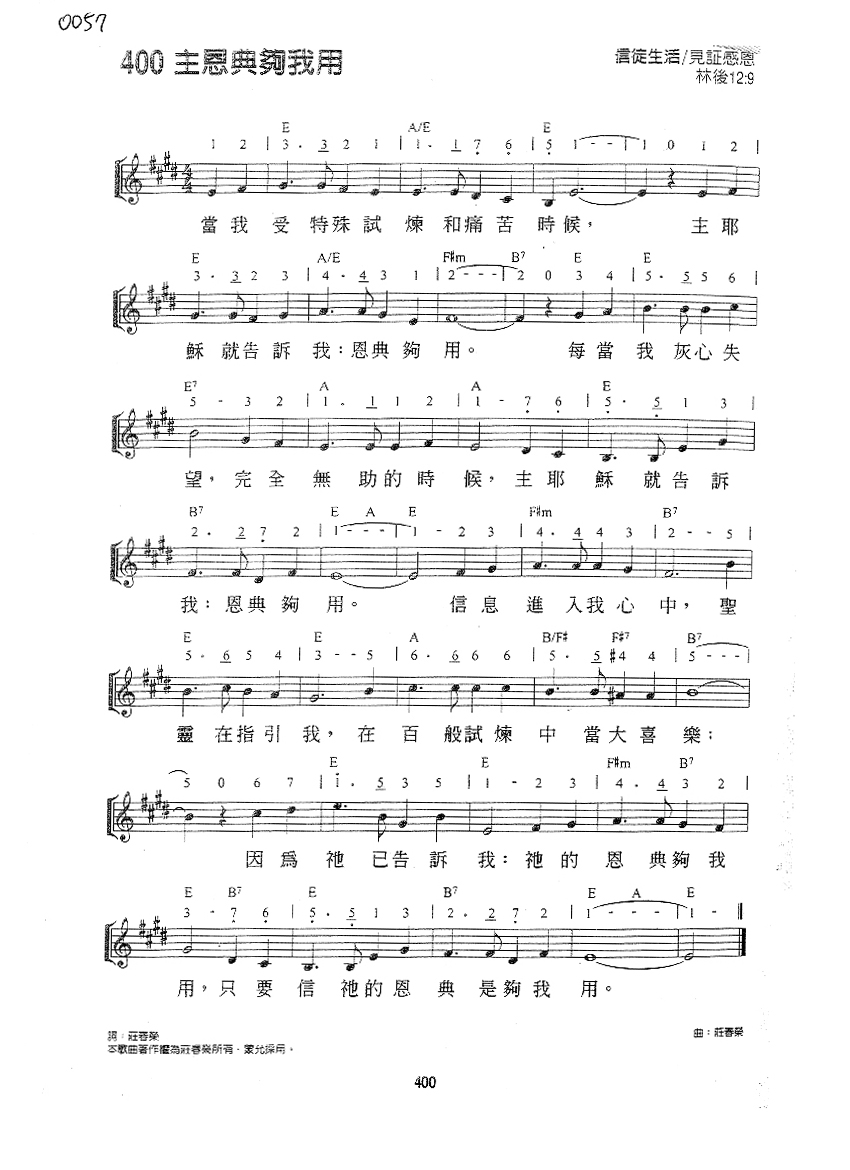 0057
400 主恩典夠我用
信徒生活/見証感恩
林後12:9
E A/E E
1 2 | 3 . 3 2 1 | 1 . 1 7 6 | 5 1 - - | 1 0 1 2 |
當我 受 特殊試 煉 和痛苦 時候， 主耶
E A/E F#m B7 E E
3 . 3 2 3 | 4 . 4 3 1 | 2 - - - | 2 0 3 4 | 5 . 5 5 6 |
穌 就告訴 我：恩典夠 用。 每當 我 灰心失
E7 A A E
5 - 3 2 | 1 . 1 1 2 | 1 - 7 6 | 5 . 5 1 3 |
望，完全 無 助的時 候，主耶 穌 就告訴
B7 E A E F#m B7
2 . 2 7 2 | 1 - - - | 1 - 2 3 | 4 . 4 4 3 | 2 - - 5 |
我：恩典夠 用。 信息 進 入我心 中，聖
E E A B/F# F#7 B7
5 . 6 5 4 | 3 - - 5 | 6 . 6 6 6 | 5 . 5 #4 4 | 5 - - - |
靈 在指引 我，在 百 般試煉 中 當大喜 樂；
E E F#m B7
5 0 6 7 | 1 . 5 3 5 | 1 - 2 3 | 4 . 4 3 2 |
因為 祂 已告訴 我：祂的 恩 典夠我
E B7 E B7 E A E
3 - 7 6 | 5 . 5 1 3 | 2 . 2 7 2 | 1 - - - | 1 - ||
用，只要 信 祂的恩 典 是夠我 用。
詞：莊春榮
曲：莊春榮
本歌曲著作權為莊春榮所有，蒙允採用。
400